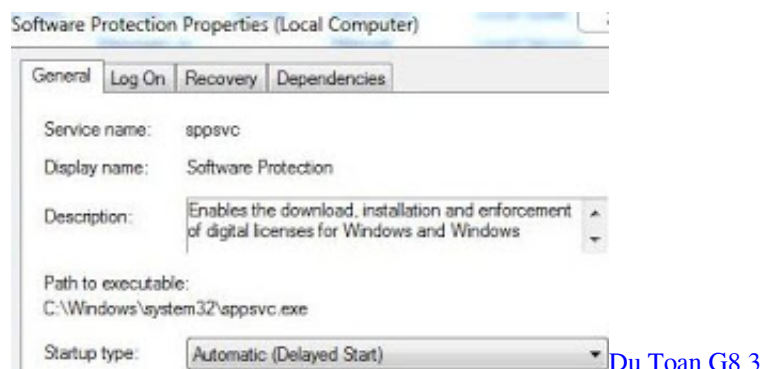 Software Protection Properties (Local Computer)
General Log On Recovery Dependencies
Service name: sppsvc
Display name: Software Protection
Description: Enables the download, installation and enforcement
of digital licenses for Windows and Windows
Path to executable:
C:\Windows\system32\sppsvc.exe
Startup type: Automatic (Delayed Start)
Du Toan G8 3